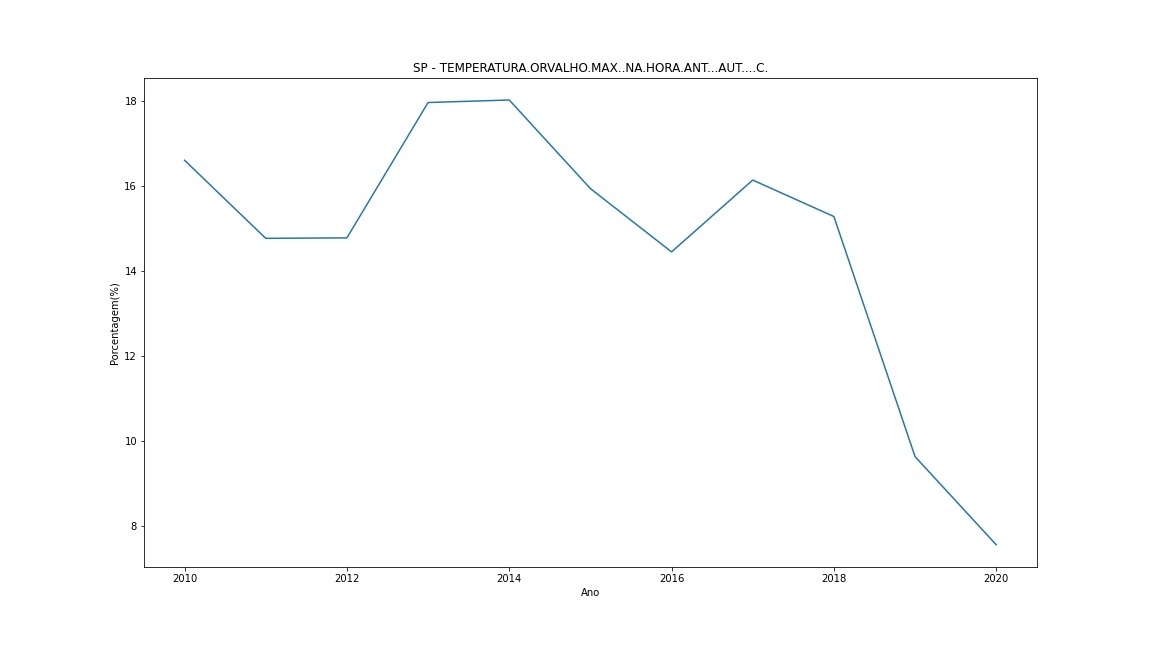 SP - TEMPERATURA.ORVALHO.MAX..NA.HORA.ANT...AUT....C.
18
16
14
12
10
8
Porcentagem(%)
2010 2012 2014 2016 2018 2020
Ano